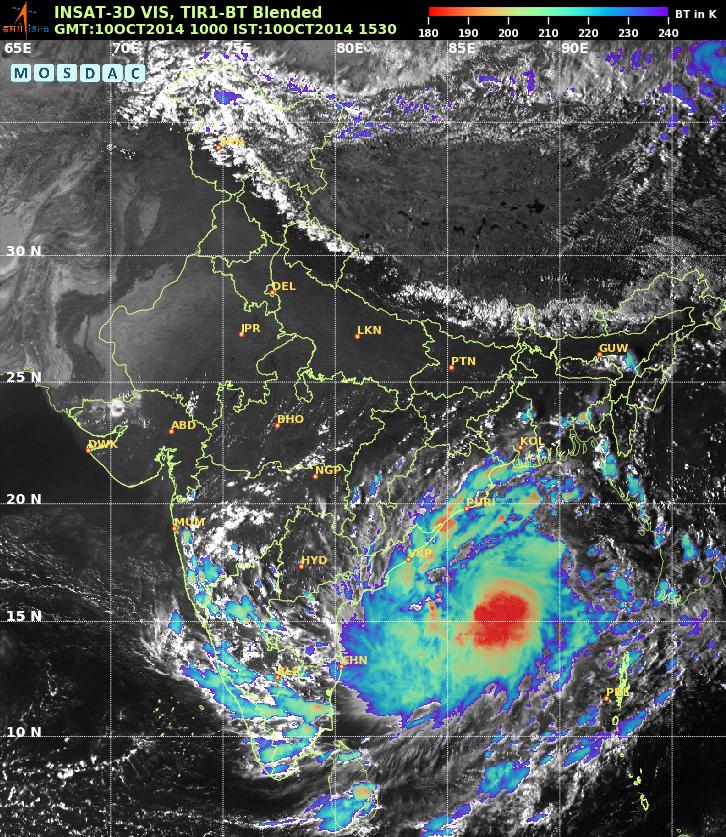 INSAT-3D VIS, TIR1-BT Blended
GMT:10OCT2014 1000 IST:10OCT2014 1530
BT in K
180 190 200 210 220 230 240
65E 70E 75E 80E 85E 90E
MOSDAC
30 N
DEL
JPR
LKN
GUW
PTN
25 N
ABD
BHO
KOL
DWK
NGP
20 N
PURI
MUM
VKP
HYD
15 N
CHN
10 N